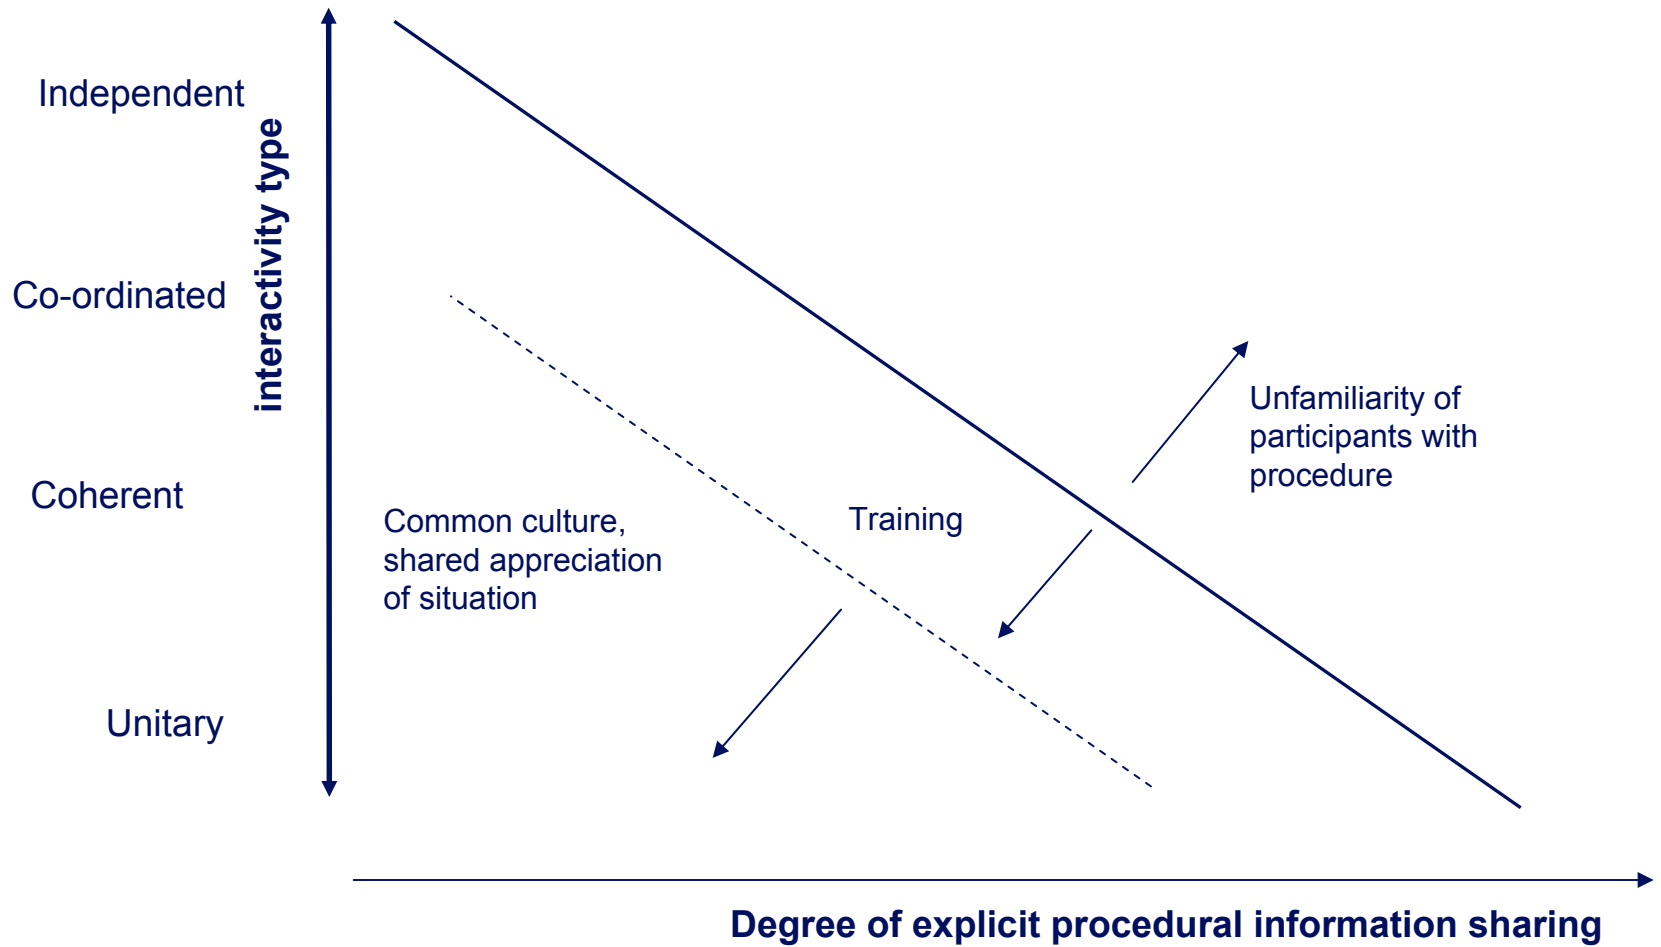 Independent
interactivity type
Co-ordinated
Unfamiliarity of
participants with
procedure
Coherent
Common culture,
shared appreciation
of situation
Training
Unitary
Degree of explicit procedural information sharing